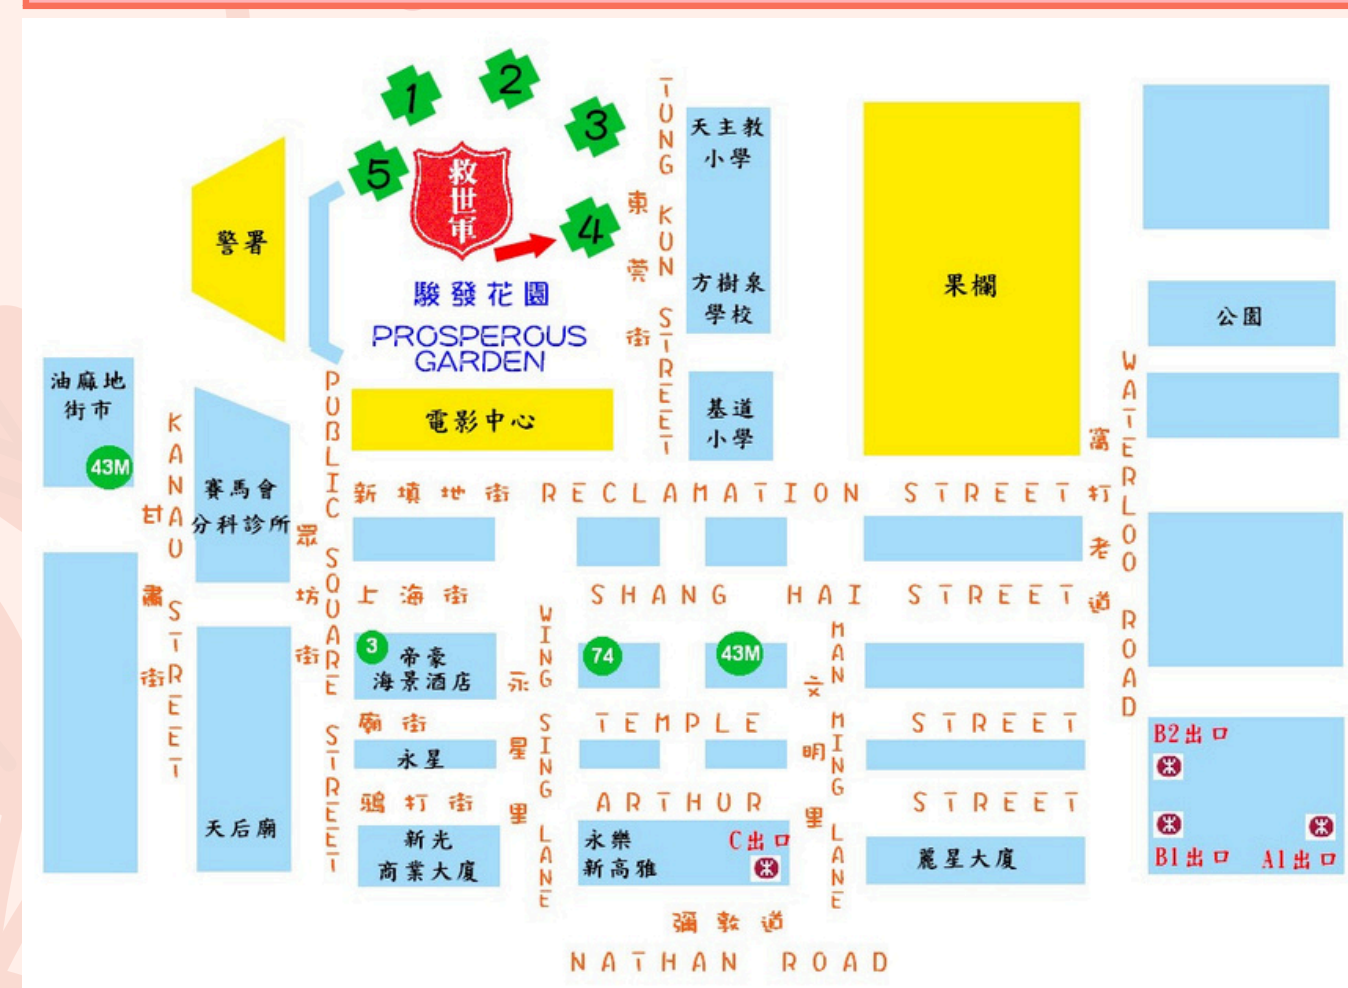 1
2
3
4
5
救世軍
駿發花園
PROSPEROUS
GARDEN
警署
電影中心
TUNG KUN STREET
東莞街
天主教
小學
方樹泉
學校
基道
小學
果欄
公園
WATERLOO ROAD
窩打老道
油麻地
街市
43M
KANAU STREET
甘肅街
賽馬會
分科診所
PUBLIC SQUARE STREET
眾坊街
新填地街 RECLAMATION STREET
上海街 SHANG HAI STREET
3
帝豪
海景酒店
WING SING LANE
永星里
74
43M
MAN MING LANE
文明里
廟街 TEMPLE STREET
永星
鴉打街 ARTHUR STREET
天后廟
新光
商業大廈
永樂
新高雅
C出口
麗星大廈
B2出口
B1出口
A1出口
彌敦道
NATHAN ROAD